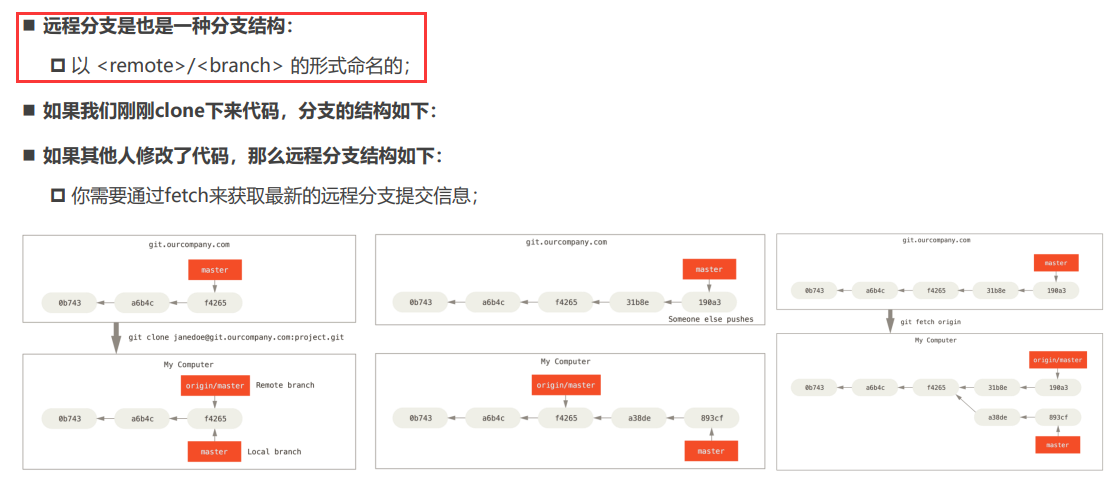 ■ 远程分支是也是一种分支结构：
以 <remote>/<branch> 的形式命名的；
■ 如果我们刚刚clone下来代码，分支的结构如下：
■ 如果其他人修改了代码，那么远程分支结构如下：
你需要通过fetch来获取最新的远程分支提交信息；
git.ourcompany.com
master
0b743 a6b4c f4265
git clone janedoe@git.ourcompany.com:project.git
My Computer
origin/master Remote branch
0b743 a6b4c f4265
master Local branch
git.ourcompany.com
master
0b743 a6b4c f4265 31b8e 190a3
Someone else pushes
My Computer
origin/master
0b743 a6b4c f4265 a38de 893cf
master
git.ourcompany.com
master
0b743 a6b4c f4265 31b8e 190a3
git fetch origin
My Computer
origin/master
0b743 a6b4c f4265 31b8e 190a3
a38de 893cf
master